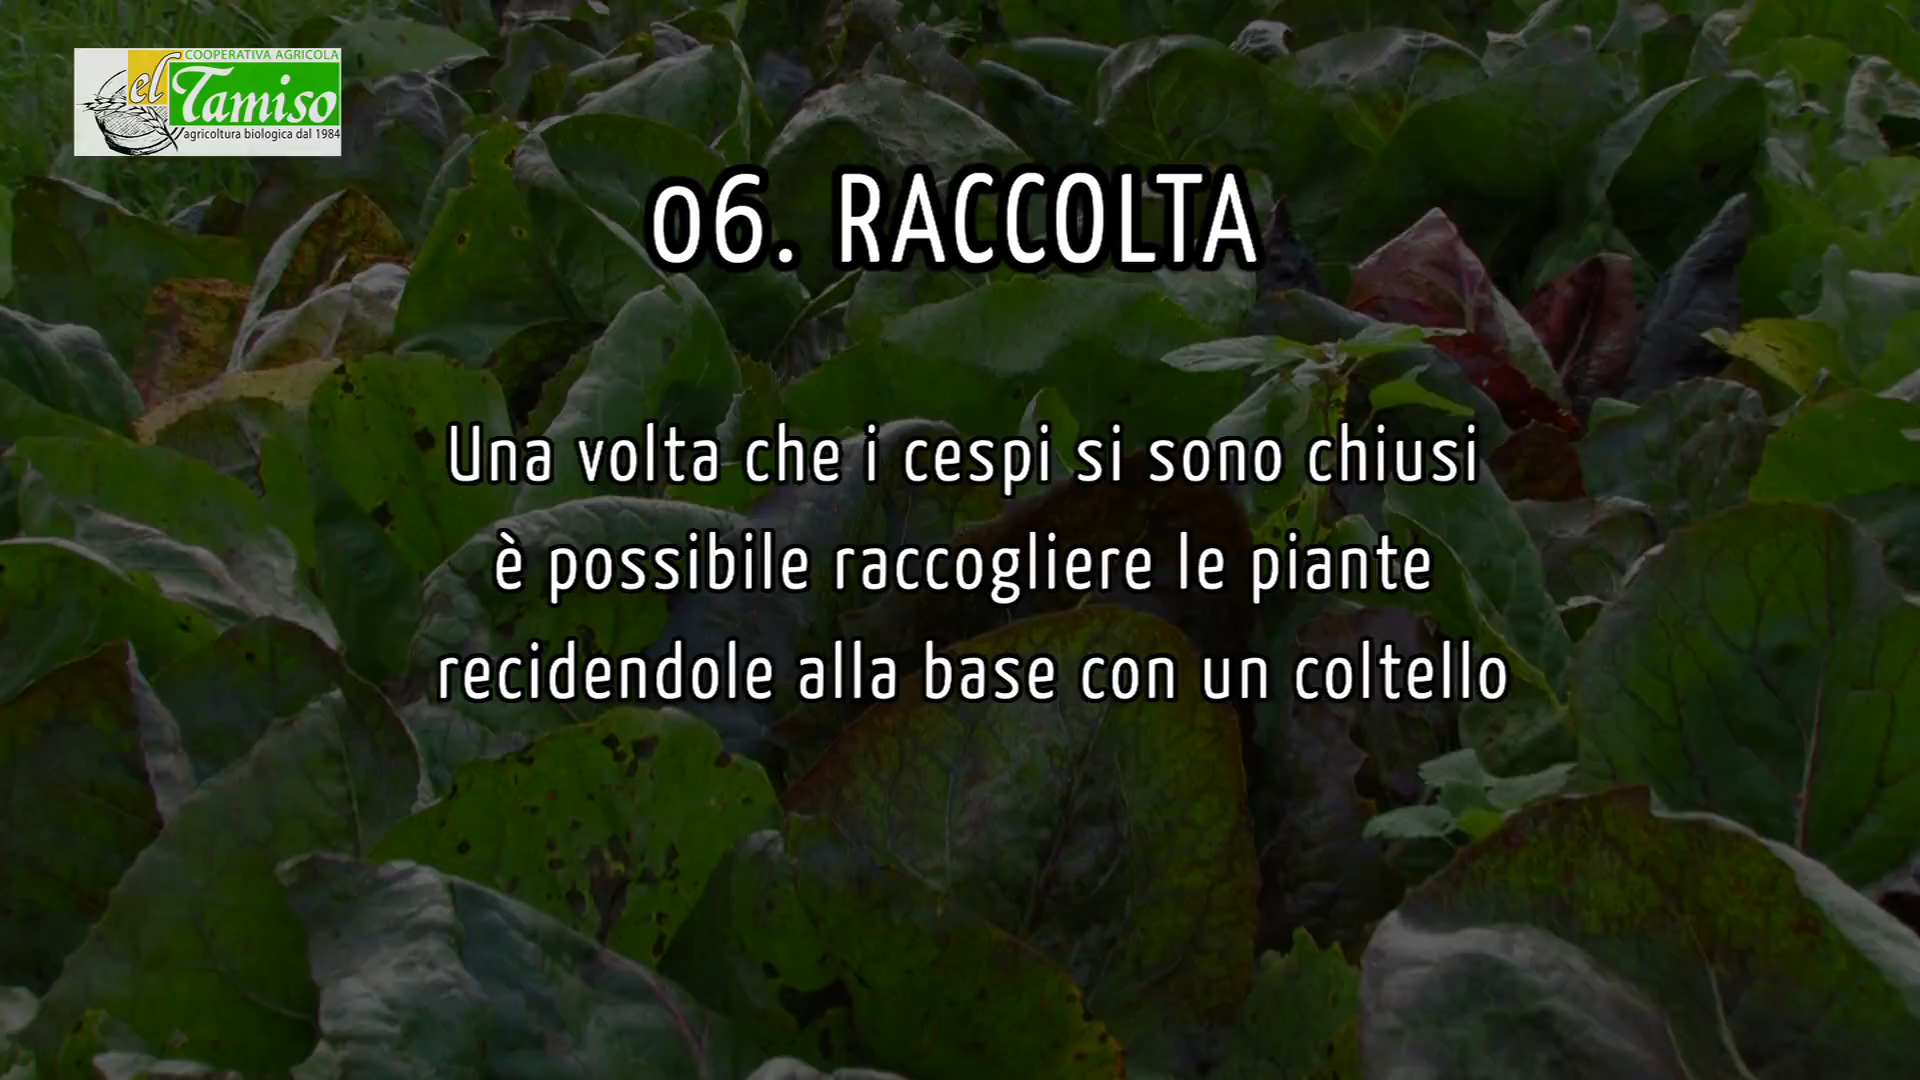 COOPERATIVA AGRICOLA
el Tamiso
agricoltura biologica dal 1984
06. RACCOLTA
Una volta che i cespi si sono chiusi
è possibile raccogliere le piante
recidendole alla base con un coltello